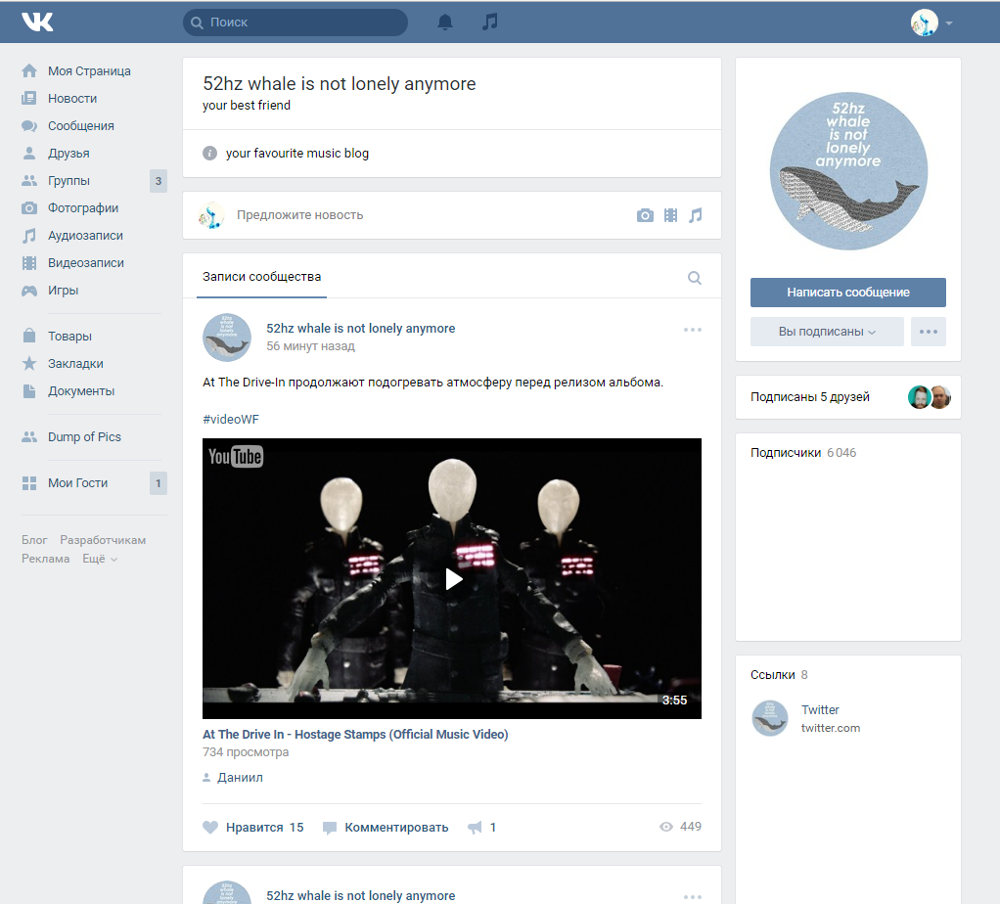 Поиск
Моя Страница
Новости
Сообщения
Друзья
Группы 3
Фотографии
Аудиозаписи
Видеозаписи
Игры
Товары
Закладки
Документы
Dump of Pics
Мои Гости 1
Блог Разработчикам
Реклама Ещё
52hz whale is not lonely anymore
your best friend
your favourite music blog
Предложите новость
Записи сообщества
52hz whale is not lonely anymore
56 минут назад
At The Drive-In продолжают подогревать атмосферу перед релизом альбома.
#videoWF
YouTube
3:55
At The Drive In - Hostage Stamps (Official Music Video)
734 просмотра
Даниил
Нравится 15 Комментировать 1 449
52hz whale is not lonely anymore
52hz
whale
is not
lonely
anymore
Написать сообщение
Вы подписаны
Подписаны 5 друзей
Подписчики 6 046
Ссылки 8
Twitter
twitter.com